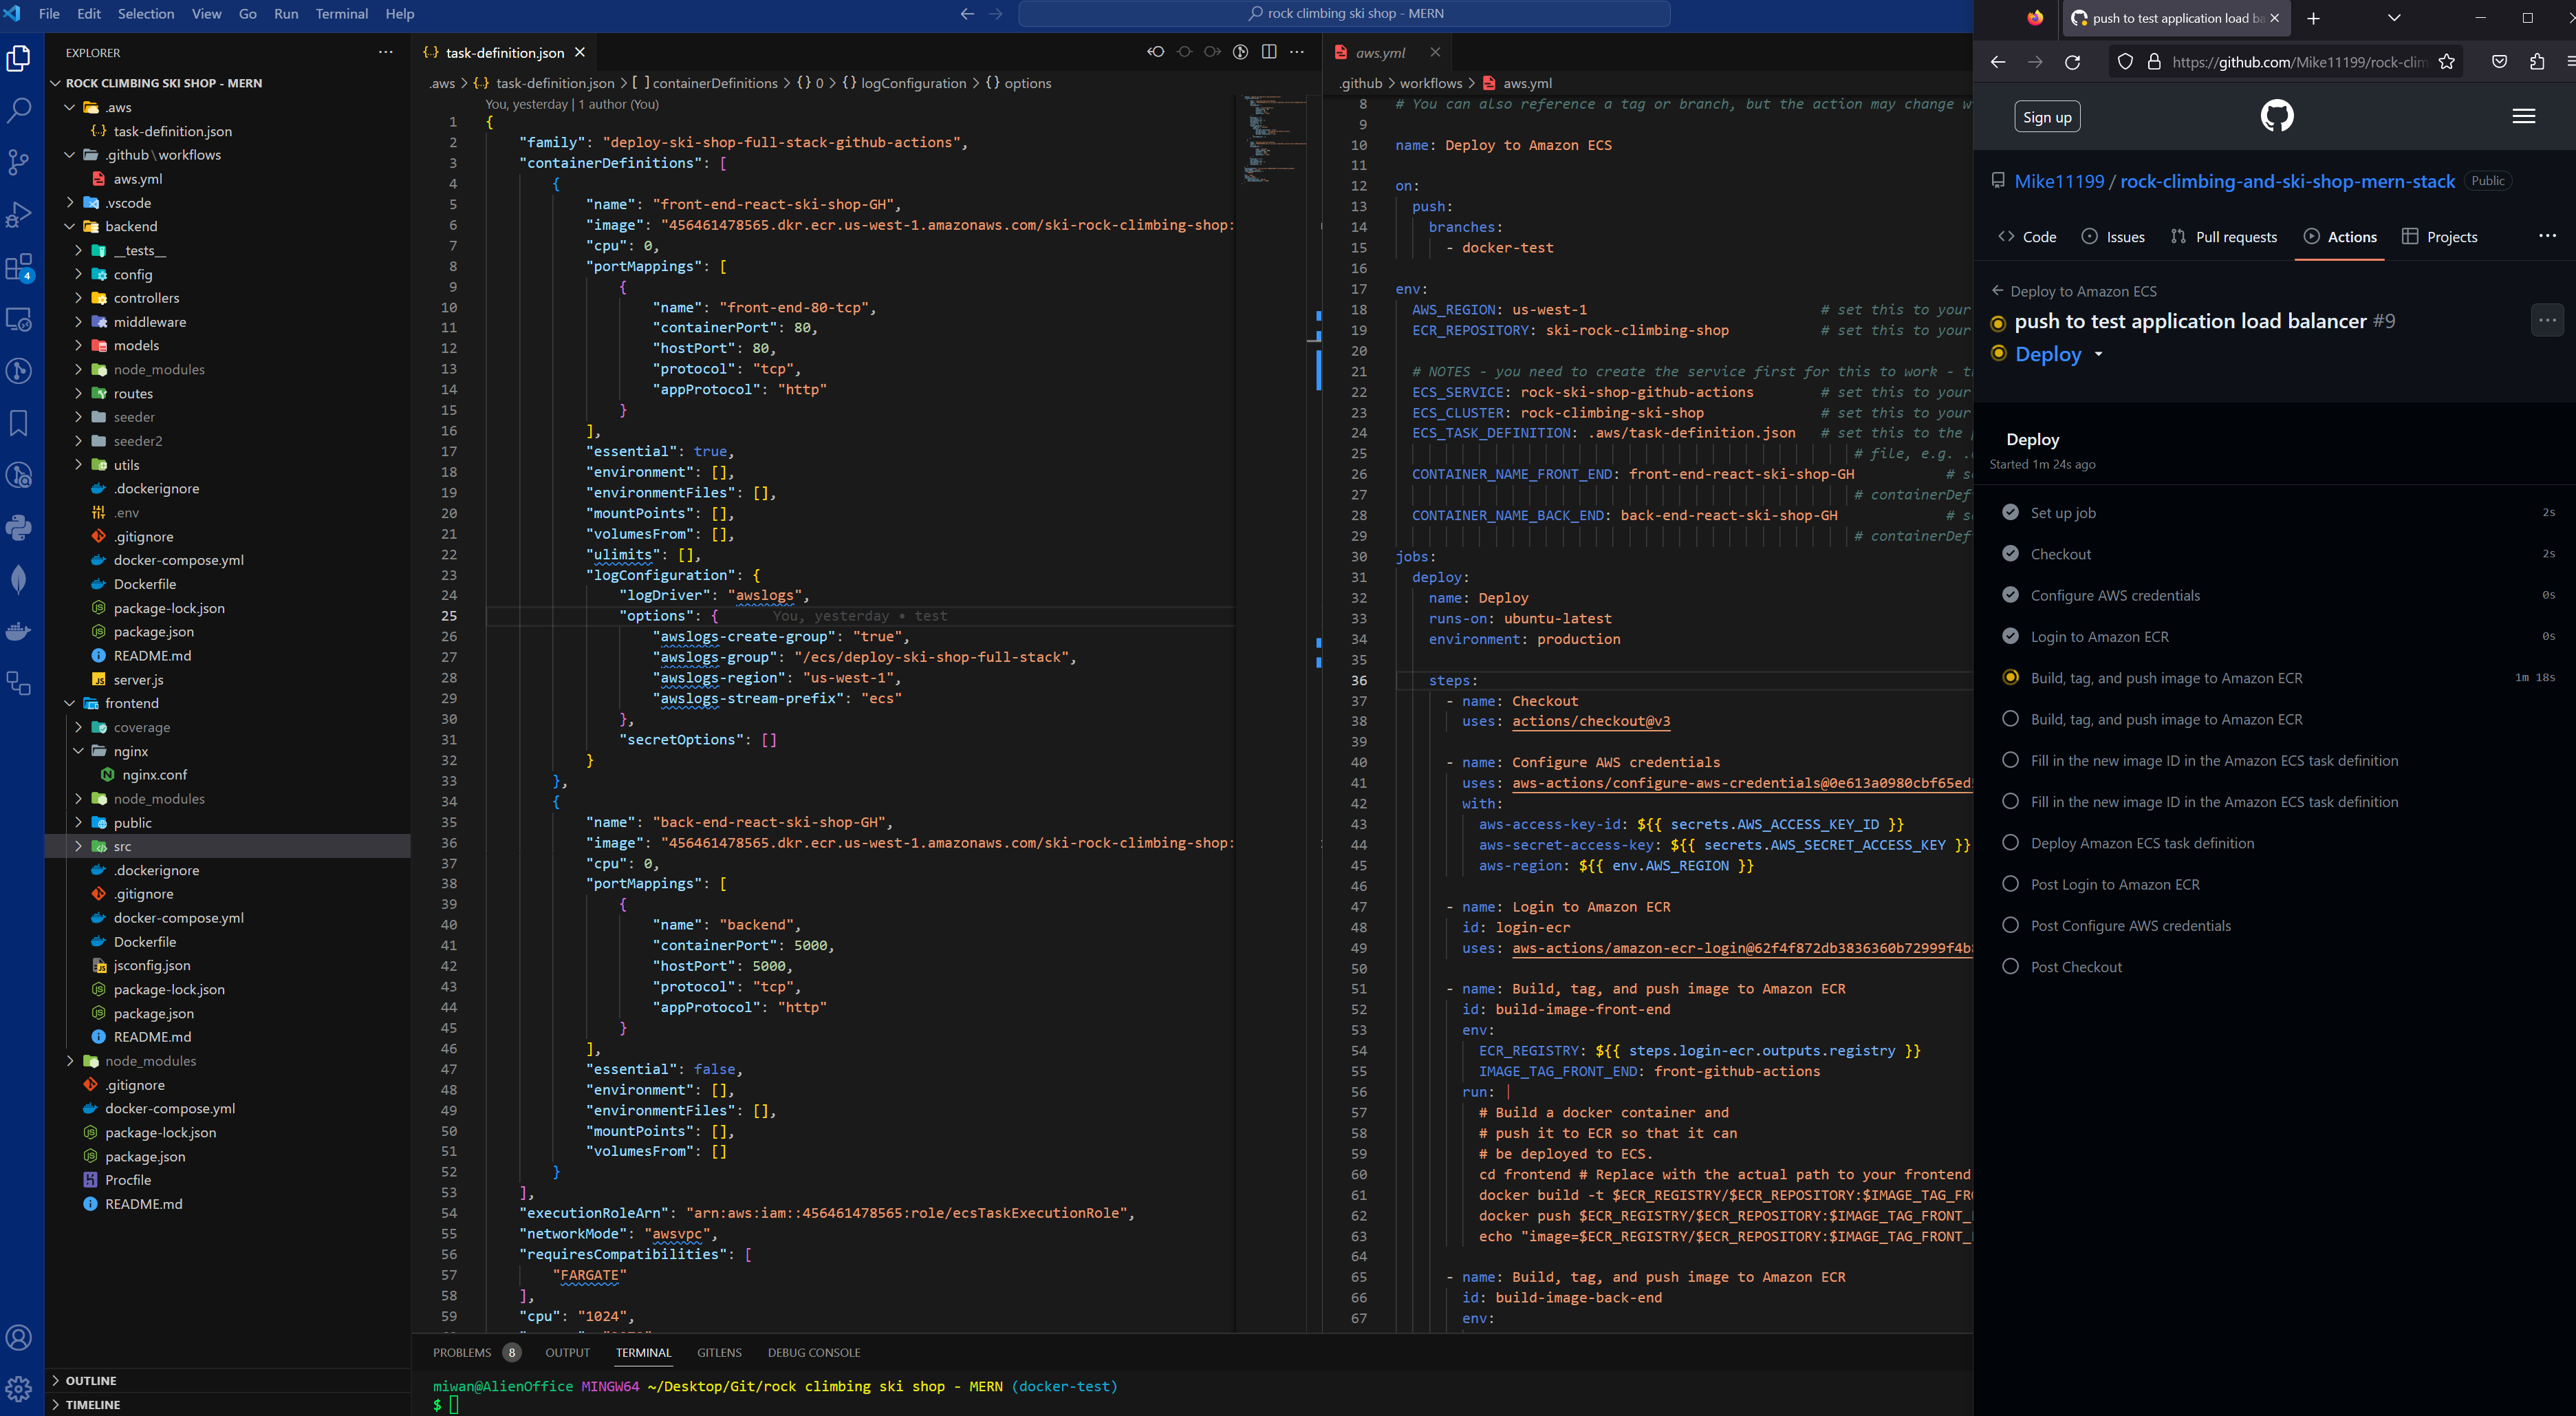 File Edit Selection View Go Run Terminal Help
rock climbing ski shop - MERN
EXPLORER
ROCK CLIMBING SKI SHOP - MERN
.aws
task-definition.json
.github\workflows
aws.yml
.vscode
backend
__tests__
config
controllers
middleware
models
node_modules
routes
seeder
seeder2
utils
.dockerignore
.env
.gitignore
docker-compose.yml
Dockerfile
package-lock.json
package.json
README.md
server.js
frontend
coverage
nginx
nginx.conf
node_modules
public
src
.dockerignore
.gitignore
docker-compose.yml
Dockerfile
jsconfig.json
package-lock.json
package.json
README.md
node_modules
.gitignore
docker-compose.yml
package-lock.json
package.json
Procfile
README.md
OUTLINE
TIMELINE
4
task-definition.json
.aws > task-definition.json > [ ] containerDefinitions > {} 0 > {} logConfiguration > {} options
You, yesterday | 1 author (You)
1 {
2 "family": "deploy-ski-shop-full-stack-github-actions",
3 "containerDefinitions": [
4 {
5 "name": "front-end-react-ski-shop-GH",
6 "image": "456461478565.dkr.ecr.us-west-1.amazonaws.com/ski-rock-climbing-shop:
7 "cpu": 0,
8 "portMappings": [
9 {
10 "name": "front-end-80-tcp",
11 "containerPort": 80,
12 "hostPort": 80,
13 "protocol": "tcp",
14 "appProtocol": "http"
15 }
16 ],
17 "essential": true,
18 "environment": [],
19 "environmentFiles": [],
20 "mountPoints": [],
21 "volumesFrom": [],
22 "ulimits": [],
23 "logConfiguration": {
24 "logDriver": "awslogs",
25 "options": { You, yesterday • test
26 "awslogs-create-group": "true",
27 "awslogs-group": "/ecs/deploy-ski-shop-full-stack",
28 "awslogs-region": "us-west-1",
29 "awslogs-stream-prefix": "ecs"
30 },
31 "secretOptions": []
32 }
33 },
34 {
35 "name": "back-end-react-ski-shop-GH",
36 "image": "456461478565.dkr.ecr.us-west-1.amazonaws.com/ski-rock-climbing-shop:
37 "cpu": 0,
38 "portMappings": [
39 {
40 "name": "backend",
41 "containerPort": 5000,
42 "hostPort": 5000,
43 "protocol": "tcp",
44 "appProtocol": "http"
45 }
46 ],
47 "essential": false,
48 "environment": [],
49 "environmentFiles": [],
50 "mountPoints": [],
51 "volumesFrom": []
52 }
53 ],
54 "executionRoleArn": "arn:aws:iam::456461478565:role/ecsTaskExecutionRole",
55 "networkMode": "awsvpc",
56 "requiresCompatibilities": [
57 "FARGATE"
58 ],
59 "cpu": "1024",
aws.yml
.github > workflows > aws.yml
8 # You can also reference a tag or branch, but the action may change w
9
10 name: Deploy to Amazon ECS
11
12 on:
13 push:
14 branches:
15 - docker-test
16
17 env:
18 AWS_REGION: us-west-1 # set this to your
19 ECR_REPOSITORY: ski-rock-climbing-shop # set this to your
20
21 # NOTES - you need to create the service first for this to work - t
22 ECS_SERVICE: rock-ski-shop-github-actions # set this to your
23 ECS_CLUSTER: rock-climbing-ski-shop # set this to your
24 ECS_TASK_DEFINITION: .aws/task-definition.json # set this to the
25 # file, e.g.
26 CONTAINER_NAME_FRONT_END: front-end-react-ski-shop-GH # s
27 # containerDef
28 CONTAINER_NAME_BACK_END: back-end-react-ski-shop-GH # s
29 # containerDef
30 jobs:
31 deploy:
32 name: Deploy
33 runs-on: ubuntu-latest
34 environment: production
35
36 steps:
37 - name: Checkout
38 uses: actions/checkout@v3
39
40 - name: Configure AWS credentials
41 uses: aws-actions/configure-aws-credentials@0e613a0980cbf65ed
42 with:
43 aws-access-key-id: ${{ secrets.AWS_ACCESS_KEY_ID }}
44 aws-secret-access-key: ${{ secrets.AWS_SECRET_ACCESS_KEY }}
45 aws-region: ${{ env.AWS_REGION }}
46
47 - name: Login to Amazon ECR
48 id: login-ecr
49 uses: aws-actions/amazon-ecr-login@62f4f872db3836360b72999f4b
50
51 - name: Build, tag, and push image to Amazon ECR
52 id: build-image-front-end
53 env:
54 ECR_REGISTRY: ${{ steps.login-ecr.outputs.registry }}
55 IMAGE_TAG_FRONT_END: front-github-actions
56 run: |
57 # Build a docker container and
58 # push it to ECR so that it can
59 # be deployed to ECS.
60 cd frontend # Replace with the actual path to your frontend
61 docker build -t $ECR_REGISTRY/$ECR_REPOSITORY:$IMAGE_TAG_FR
62 docker push $ECR_REGISTRY/$ECR_REPOSITORY:$IMAGE_TAG_FRONT_
63 echo "image=$ECR_REGISTRY/$ECR_REPOSITORY:$IMAGE_TAG_FRONT_
64
65 - name: Build, tag, and push image to Amazon ECR
66 id: build-image-back-end
67 env:
PROBLEMS 8 OUTPUT TERMINAL GITLENS DEBUG CONSOLE
miwan@AlienOffice MINGW64 ~/Desktop/Git/rock climbing ski shop - MERN (docker-test)
$
push to test application load ba
https://github.com/Mike11199/rock-clim
Sign up
Mike11199 / rock-climbing-and-ski-shop-mern-stack Public
Code Issues Pull requests Actions Projects
Deploy to Amazon ECS
push to test application load balancer #9
Deploy
Deploy
Started 1m 24s ago
Set up job 2s
Checkout 2s
Configure AWS credentials 0s
Login to Amazon ECR 0s
Build, tag, and push image to Amazon ECR 1m 18s
Build, tag, and push image to Amazon ECR
Fill in the new image ID in the Amazon ECS task definition
Fill in the new image ID in the Amazon ECS task definition
Deploy Amazon ECS task definition
Post Login to Amazon ECR
Post Configure AWS credentials
Post Checkout